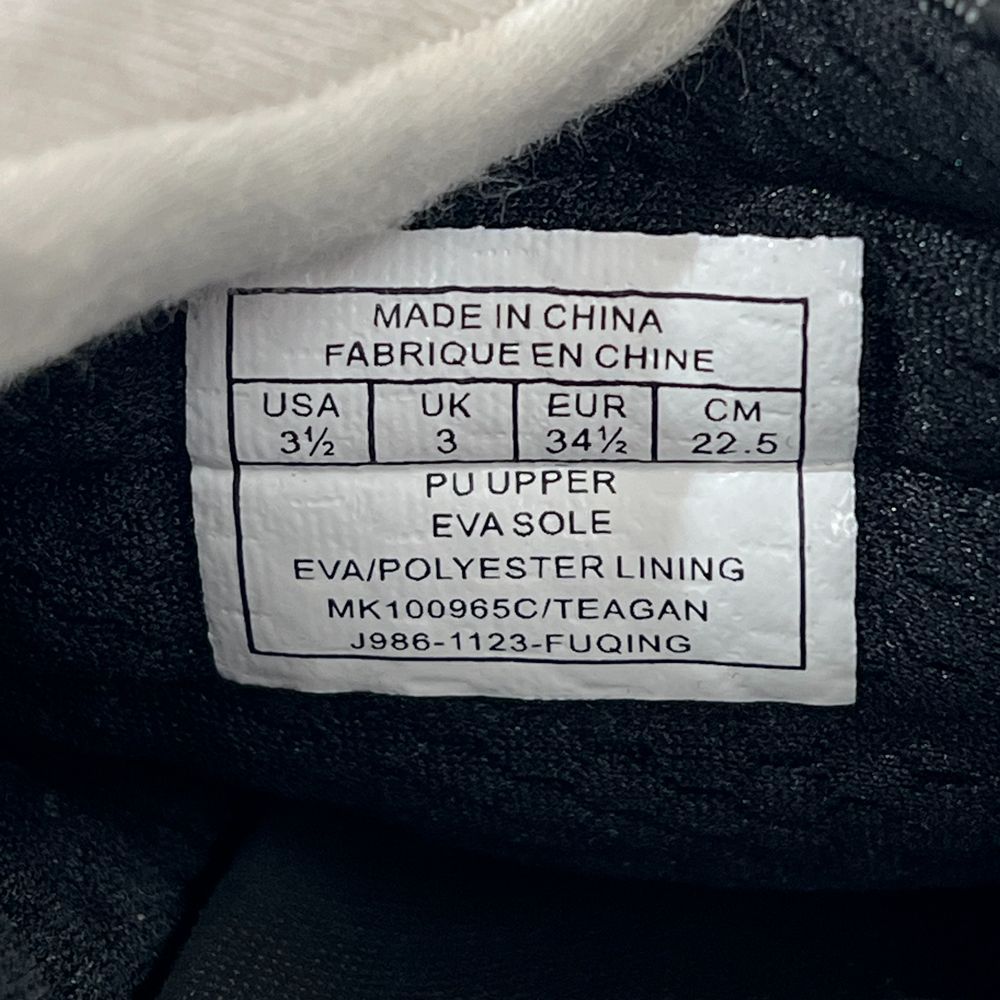 MADE IN CHINA
FABRIQUE EN CHINE
USA UK EUR CM
3½ 3 34½ 22.5
PU UPPER
EVA SOLE
EVA/POLYESTER LINING
MK100965C/TEAGAN
J986-1123-FUQING